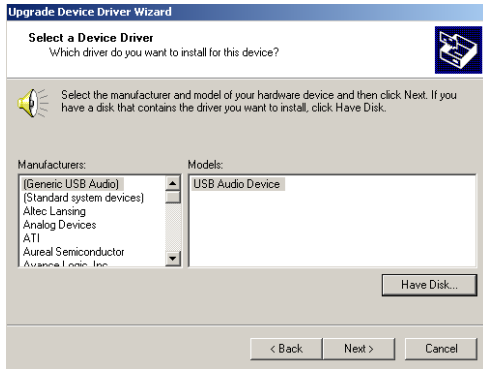 Upgrade Device Driver Wizard
Select a Device Driver
Which driver do you want to install for this device?
Select the manufacturer and model of your hardware device and then click Next. If you
have a disk that contains the driver you want to install, click Have Disk.
Manufacturers:
Models:
(Generic USB Audio)
(Standard system devices)
Altec Lansing
Analog Devices
ATI
Aureal Semiconductor
Avance Logic, Inc.
USB Audio Device
Have Disk...
< Back
Next >
Cancel